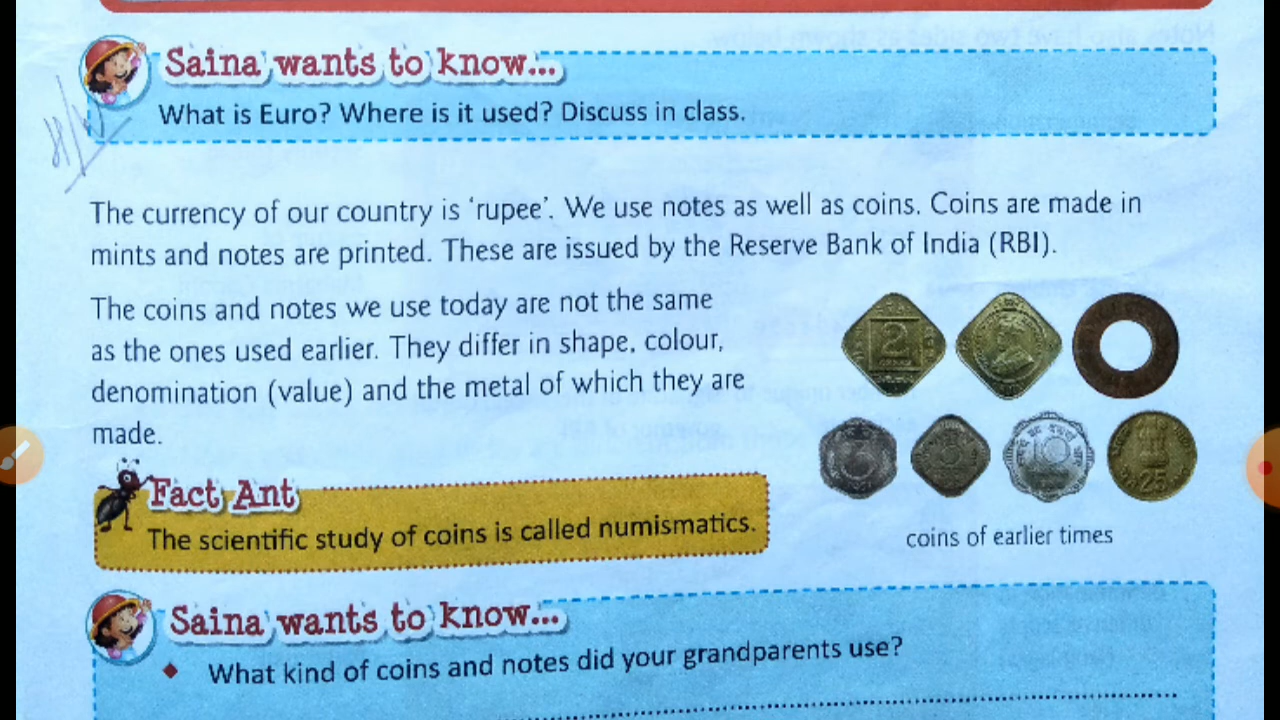 Saina wants to know...
What is Euro? Where is it used? Discuss in class.
The currency of our country is ‘rupee’. We use notes as well as coins. Coins are made in
mints and notes are printed. These are issued by the Reserve Bank of India (RBI).
The coins and notes we use today are not the same
as the ones used earlier. They differ in shape, colour,
denomination (value) and the metal of which they are
made.
2
10
25
coins of earlier times
Fact Ant
The scientific study of coins is called numismatics.
Saina wants to know...
What kind of coins and notes did your grandparents use?